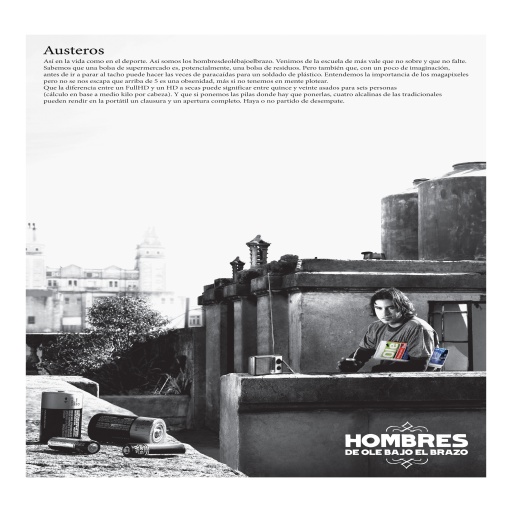 Austeros
Así en la vida como en el deporte. Así somos los hombresdeolébajoelbrazo. Venimos de la escuela de más vale que no sobre y que no falte.
Sabemos que una bolsa de supermercado es, potencialmente, una bolsa de residuos. Pero también que, con un poco de imaginación,
antes de ir a parar al tacho puede hacer las veces de paracaídas para un soldado de plástico. Entendemos la importancia de los magapíxeles
pero no se nos escapa que arriba de 5 es una obsenidad, más si no tenemos en mente plotear.
Que la diferencia entre un FullHD y un HD a secas puede significar entre quince y veinte asados para seis personas
(cálculo en base a medio kilo por cabeza). Y que si ponemos las pilas donde hay que ponerlas, cuatro alcalinas de las tradicionales
pueden rendir en la portátil un clausura y un apertura completo. Haya o no partido de desempate.
HOMBRES
DE OLE BAJO EL BRAZO